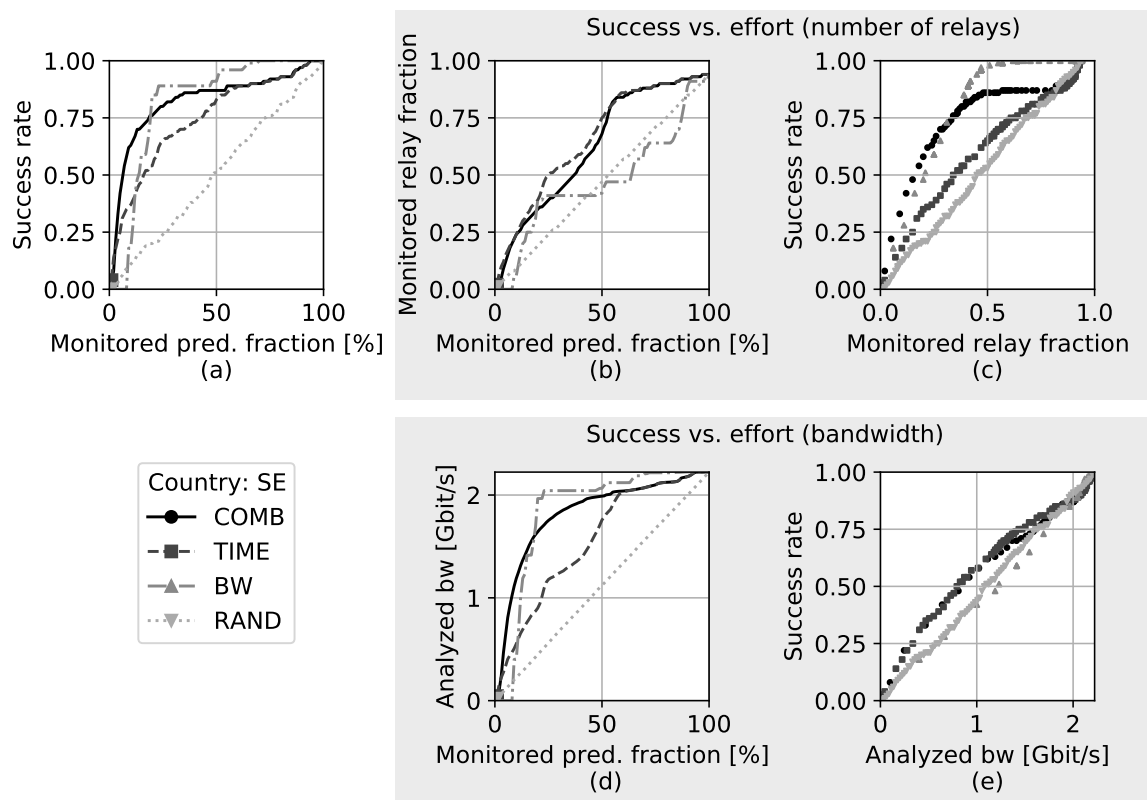 Success vs. effort (number of relays)
1.00
0.75
0.50
0.25
0.00
Success rate
0
50
100
Monitored pred. fraction [%]
(a)
1.00
0.75
0.50
0.25
0.00
Monitored relay fraction
0
50
100
Monitored pred. fraction [%]
(b)
1.00
0.75
0.50
0.25
0.00
Success rate
0.0
0.5
1.0
Monitored relay fraction
(c)
Country: SE
COMB
TIME
BW
RAND
Success vs. effort (bandwidth)
2
1
0
Analyzed bw [Gbit/s]
0
50
100
Monitored pred. fraction [%]
(d)
1.00
0.75
0.50
0.25
0.00
Success rate
0
1
2
Analyzed bw [Gbit/s]
(e)